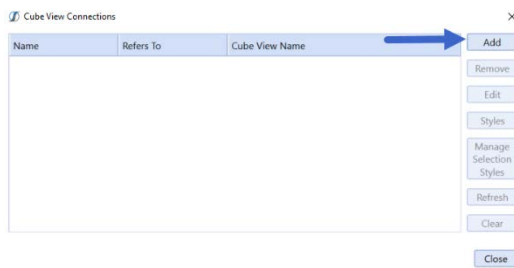 Cube View Connections
Name Refers To Cube View Name
Add
Remove
Edit
Styles
Manage
Selection
Styles
Refresh
Clear
Close